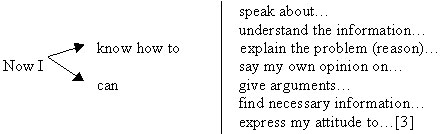 Now I
know how to
can
speak about…
understand the information…
explain the problem (reason)…
say my own opinion on…
give arguments…
find necessary information…
express my attitude to…[3]